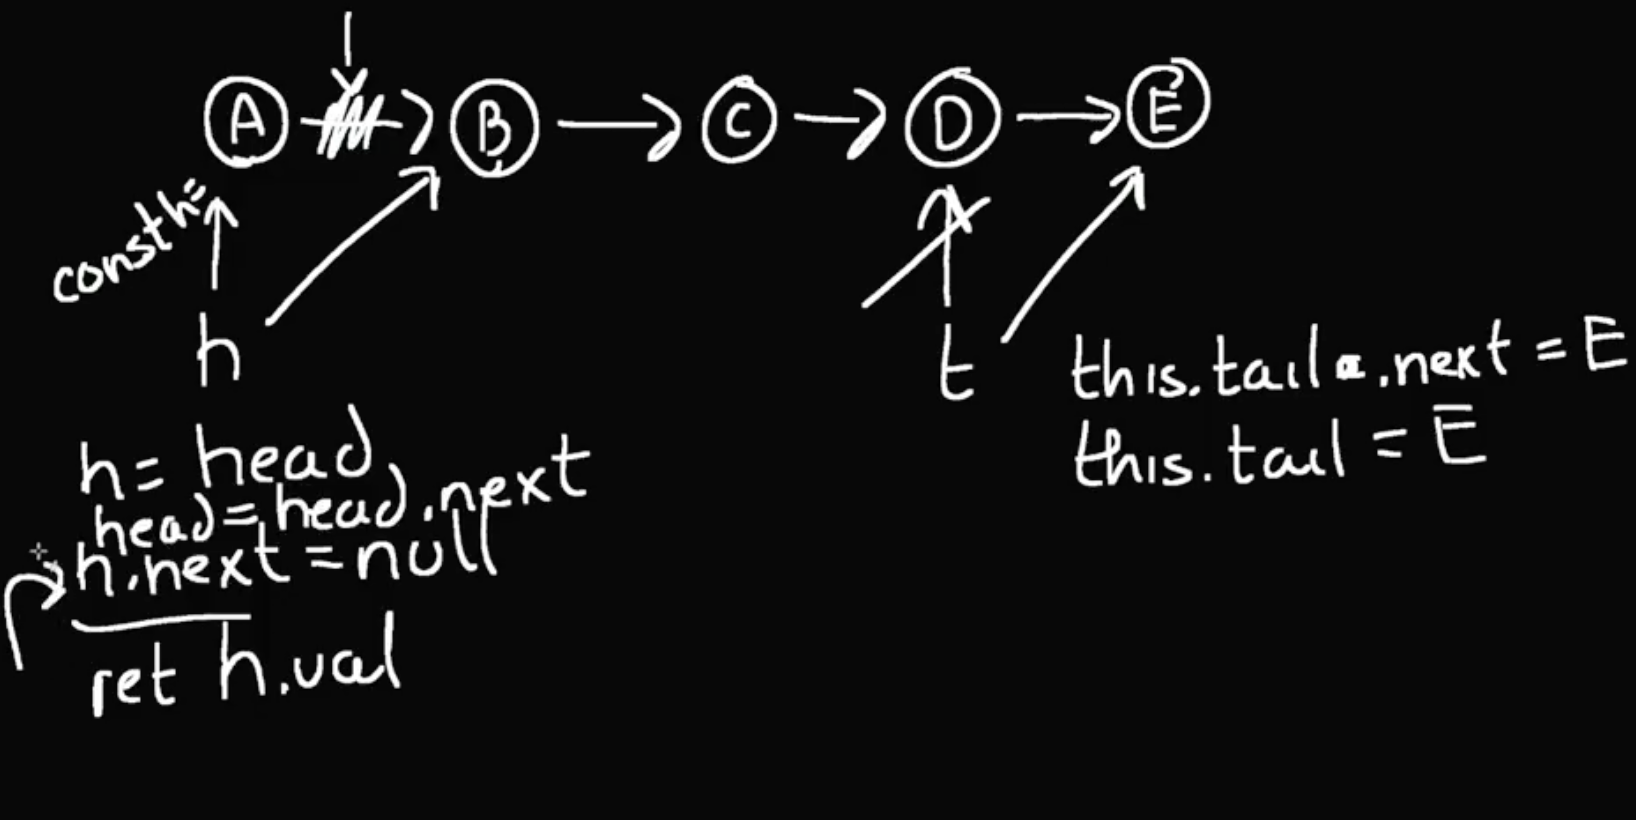 A B C D E
const h =
h
t
this.tail.next = E
this.tail = E
h = head
head = head.next
h.next = null
ret h.val